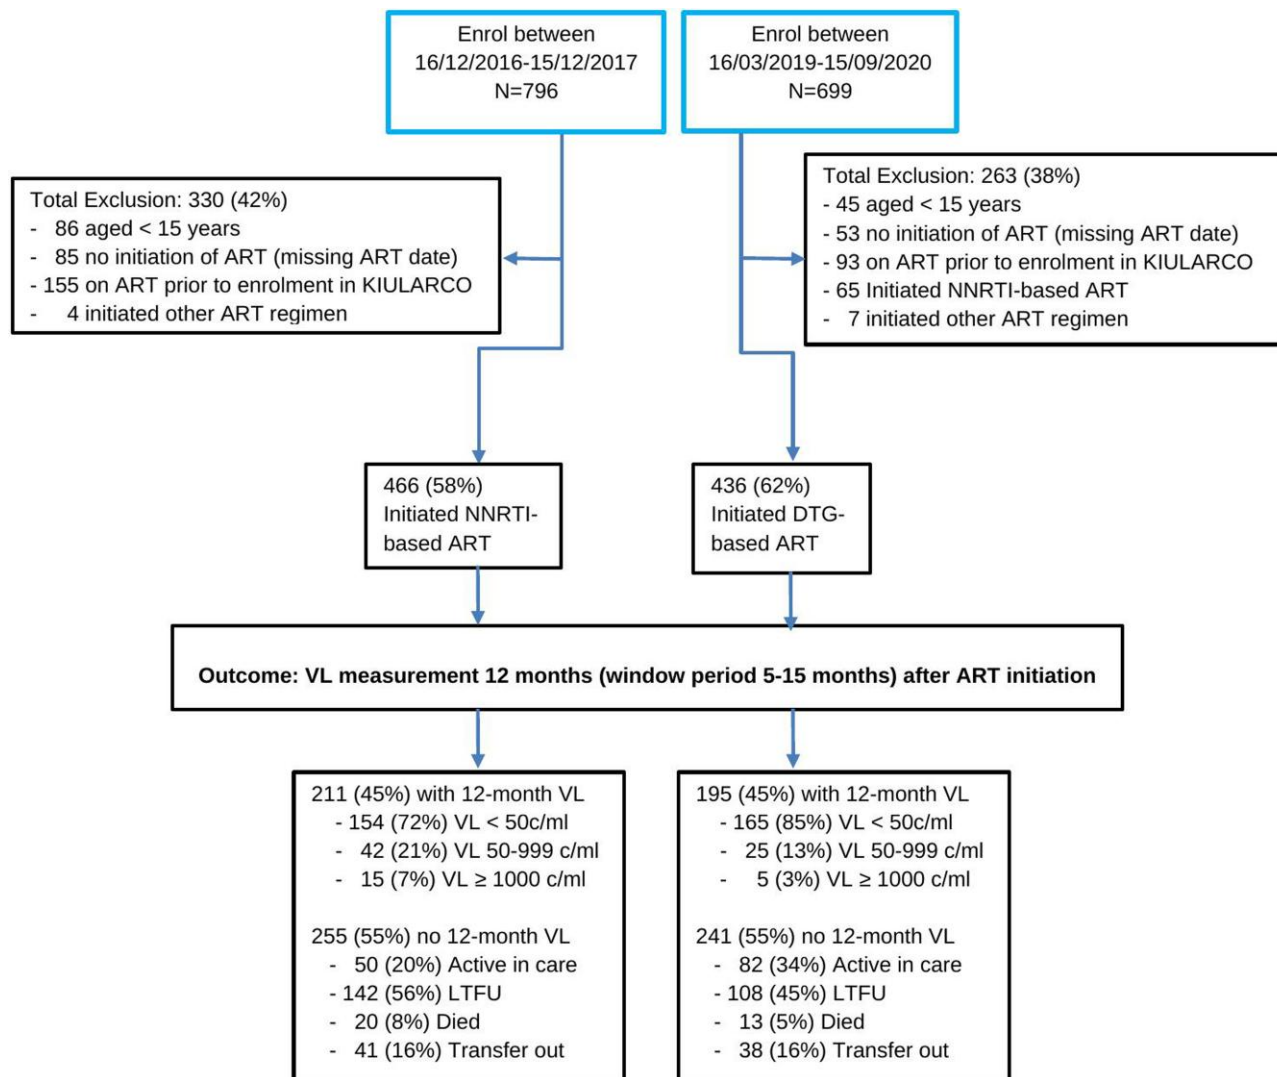 Enrol between
16/12/2016-15/12/2017
N=796
Enrol between
16/03/2019-15/09/2020
N=699
Total Exclusion: 330 (42%)
- 86 aged < 15 years
- 85 no initiation of ART (missing ART date)
- 155 on ART prior to enrolment in KIULARCO
- 4 initiated other ART regimen
Total Exclusion: 263 (38%)
- 45 aged < 15 years
- 53 no initiation of ART (missing ART date)
- 93 on ART prior to enrolment in KIULARCO
- 65 Initiated NNRTI-based ART
- 7 initiated other ART regimen
466 (58%)
Initiated NNRTI-
based ART
436 (62%)
Initiated DTG-
based ART
Outcome: VL measurement 12 months (window period 5-15 months) after ART initiation
211 (45%) with 12-month VL
- 154 (72%) VL < 50c/ml
- 42 (21%) VL 50-999 c/ml
- 15 (7%) VL ≥ 1000 c/ml
255 (55%) no 12-month VL
- 50 (20%) Active in care
- 142 (56%) LTFU
- 20 (8%) Died
- 41 (16%) Transfer out
195 (45%) with 12-month VL
- 165 (85%) VL < 50c/ml
- 25 (13%) VL 50-999 c/ml
- 5 (3%) VL ≥ 1000 c/ml
241 (55%) no 12-month VL
- 82 (34%) Active in care
- 108 (45%) LTFU
- 13 (5%) Died
- 38 (16%) Transfer out